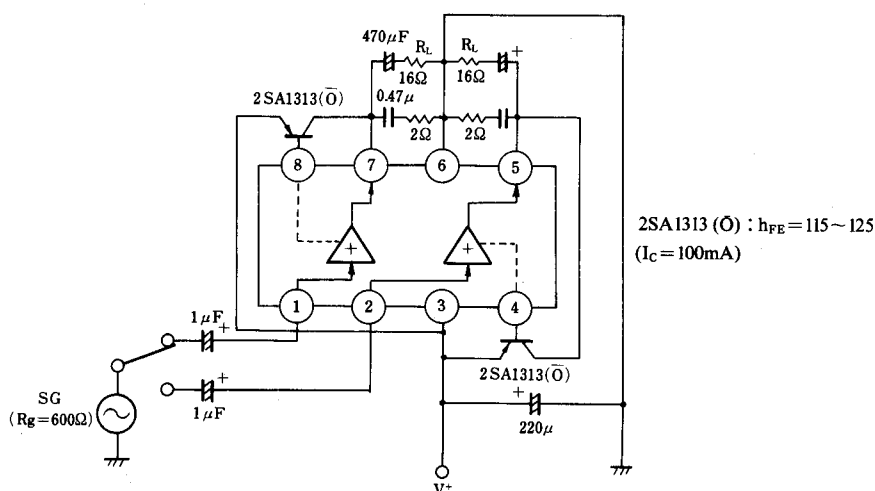 470μF
R_L
R_L
+
16Ω
16Ω
2SA1313(Ō)
0.47μ
2Ω
2Ω
8
7
6
5
2SA1313(Ō) : h_FE=115~125
(I_C=100mA)
+
+
1
2
3
4
1μF
+
2SA1313(Ō)
SG
(Rg=600Ω)
+
1μF
+
220μ
V⁺